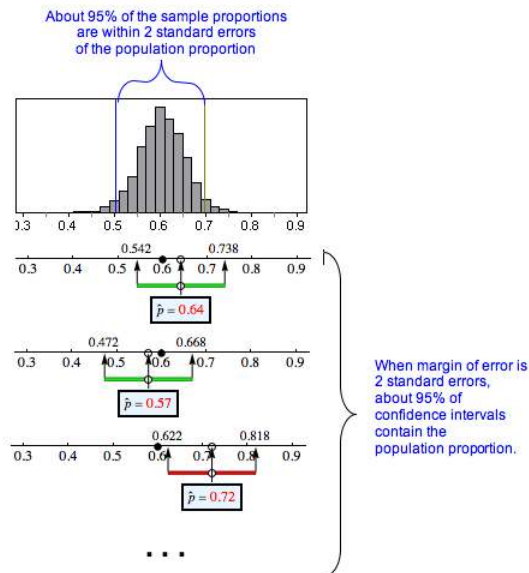 About 95% of the sample proportions
are within 2 standard errors
of the population proportion
0.3 0.4 0.5 0.6 0.7 0.8 0.9
0.542 0.738
0.3 0.4 0.5 0.6 0.7 0.8 0.9
p̂ = 0.64
0.472 0.668
0.3 0.4 0.5 0.6 0.7 0.8 0.9
p̂ = 0.57
0.622 0.818
0.3 0.4 0.5 0.6 0.7 0.8 0.9
p̂ = 0.72
...
When margin of error is
2 standard errors,
about 95% of
confidence intervals
contain the
population proportion.